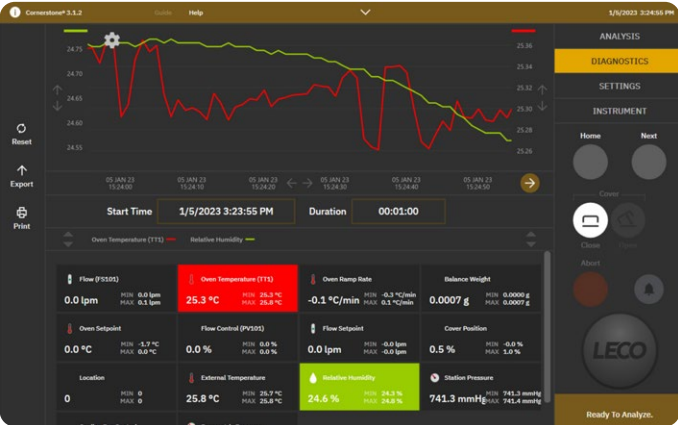 Cornerstone® 3.1.2
Guide
Help
1/5/2023 3:24:55 PM
ANALYSIS
DIAGNOSTICS
SETTINGS
INSTRUMENT
Home
Next
Cover
Close
Open
Abort
LECO
Ready To Analyze.
Reset
Export
Print
24.75
24.70
24.65
24.60
24.55
25.36
25.34
25.32
25.30
25.28
25.26
05 JAN 23
15:24:00
05 JAN 23
15:24:10
05 JAN 23
15:24:20
05 JAN 23
15:24:30
05 JAN 23
15:24:40
05 JAN 23
15:24:50
Start Time
1/5/2023 3:23:55 PM
Duration
00:01:00
Oven Temperature (TT1)
Relative Humidity
Flow (FS101)
0.0 lpm
MIN 0.0 lpm
MAX 0.1 lpm
Oven Temperature (TT1)
25.3 °C
MIN 25.3 °C
MAX 25.8 °C
Oven Ramp Rate
-0.1 °C/min
MIN -0.3 °C/min
MAX 0.1 °C/min
Balance Weight
0.0007 g
MIN 0.0000 g
MAX 0.0007 g
Oven Setpoint
0.0 °C
MIN -1.7 °C
MAX 0.0 °C
Flow Control (PV101)
0.0 %
MIN 0.0 %
MAX 0.0 %
Flow Setpoint
0.0 lpm
MIN -0.0 lpm
MAX -0.0 lpm
Cover Position
0.5 %
MIN -0.0 %
MAX 1.0 %
Location
0
MIN 0
MAX 0
External Temperature
25.8 °C
MIN 25.7 °C
MAX 25.8 °C
Relative Humidity
24.6 %
MIN 24.3 %
MAX 24.8 %
Station Pressure
741.3 mmHg
MIN 741.3 mmHg
MAX 741.4 mmHg